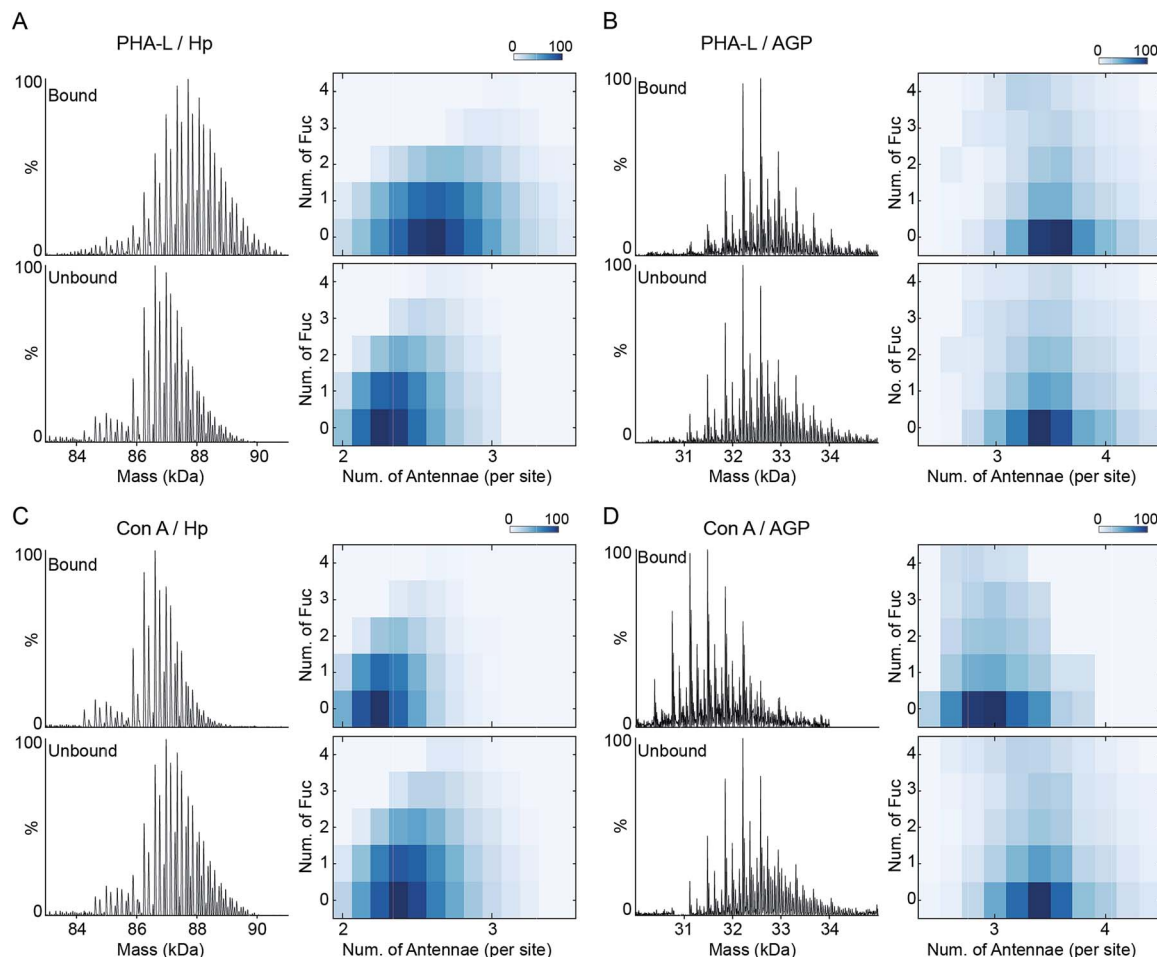 A
PHA-L / Hp
0 100
Bound
100
%
0
Num. of Fuc
4
3
2
1
0
Unbound
100
%
0
84 86 88 90
Mass (kDa)
Num. of Fuc
4
3
2
1
0
2 3
Num. of Antennae (per site)
B
PHA-L / AGP
0 100
Bound
100
%
0
Num. of Fuc
4
3
2
1
0
Unbound
100
%
0
31 32 33 34
Mass (kDa)
No. of Fuc
4
3
2
1
0
3 4
Num. of Antennae (per site)
C
Con A / Hp
0 100
Bound
100
%
0
Num. of Fuc
4
3
2
1
0
Unbound
100
%
0
84 86 88 90
Mass (kDa)
Num. of Fuc
4
3
2
1
0
2 3
Num. of Antennae (per site)
D
Con A / AGP
0 100
Bound
100
%
0
Num. of Fuc
4
3
2
1
0
Unbound
100
%
0
31 32 33 34
Mass (kDa)
Num. of Fuc
4
3
2
1
0
3 4
Num. of Antennae (per site)